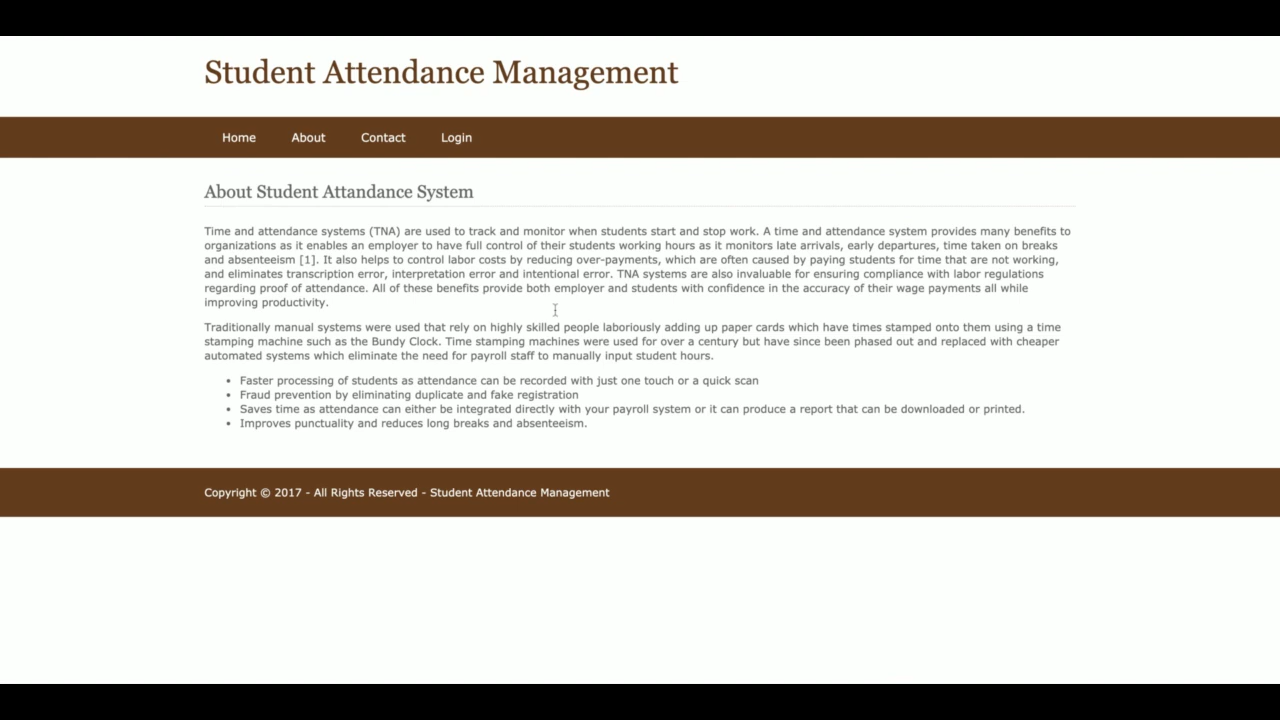 Student Attendance Management
Home About Contact Login
About Student Attandance System
Time and attendance systems (TNA) are used to track and monitor when students start and stop work. A time and attendance system provides many benefits to
organizations as it enables an employer to have full control of their students working hours as it monitors late arrivals, early departures, time taken on breaks
and absenteeism [1]. It also helps to control labor costs by reducing over-payments, which are often caused by paying students for time that are not working,
and eliminates transcription error, interpretation error and intentional error. TNA systems are also invaluable for ensuring compliance with labor regulations
regarding proof of attendance. All of these benefits provide both employer and students with confidence in the accuracy of their wage payments all while
improving productivity.
Traditionally manual systems were used that rely on highly skilled people laboriously adding up paper cards which have times stamped onto them using a time
stamping machine such as the Bundy Clock. Time stamping machines were used for over a century but have since been phased out and replaced with cheaper
automated systems which eliminate the need for payroll staff to manually input student hours.
• Faster processing of students as attendance can be recorded with just one touch or a quick scan
• Fraud prevention by eliminating duplicate and fake registration
• Saves time as attendance can either be integrated directly with your payroll system or it can produce a report that can be downloaded or printed.
• Improves punctuality and reduces long breaks and absenteeism.
Copyright © 2017 - All Rights Reserved - Student Attendance Management